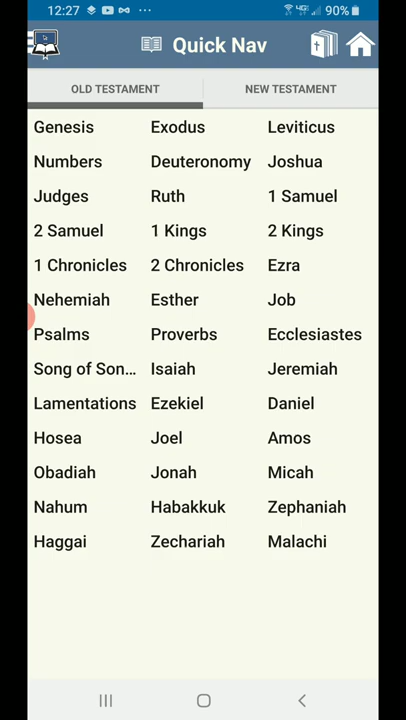 12:27 90%
Quick Nav
OLD TESTAMENT NEW TESTAMENT
Genesis Exodus Leviticus
Numbers Deuteronomy Joshua
Judges Ruth 1 Samuel
2 Samuel 1 Kings 2 Kings
1 Chronicles 2 Chronicles Ezra
Nehemiah Esther Job
Psalms Proverbs Ecclesiastes
Song of Son... Isaiah Jeremiah
Lamentations Ezekiel Daniel
Hosea Joel Amos
Obadiah Jonah Micah
Nahum Habakkuk Zephaniah
Haggai Zechariah Malachi